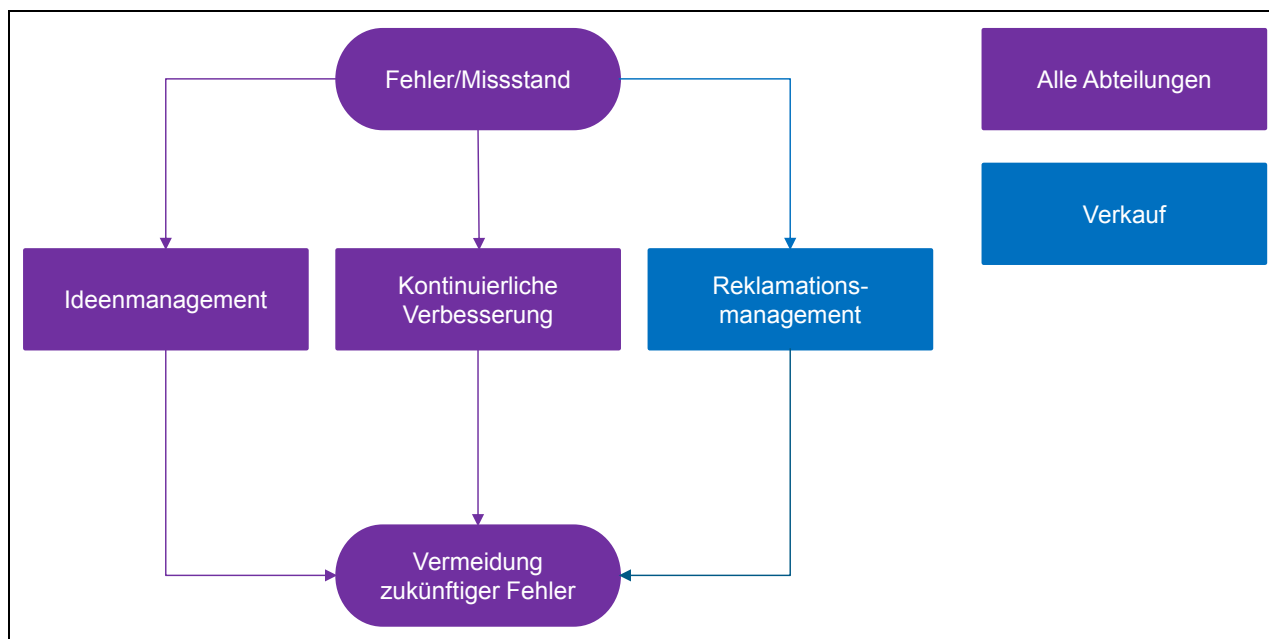 Fehler/Missstand
Alle Abteilungen
Verkauf
Ideenmanagement
Kontinuierliche
Verbesserung
Reklamations-
management
Vermeidung
zukünftiger Fehler